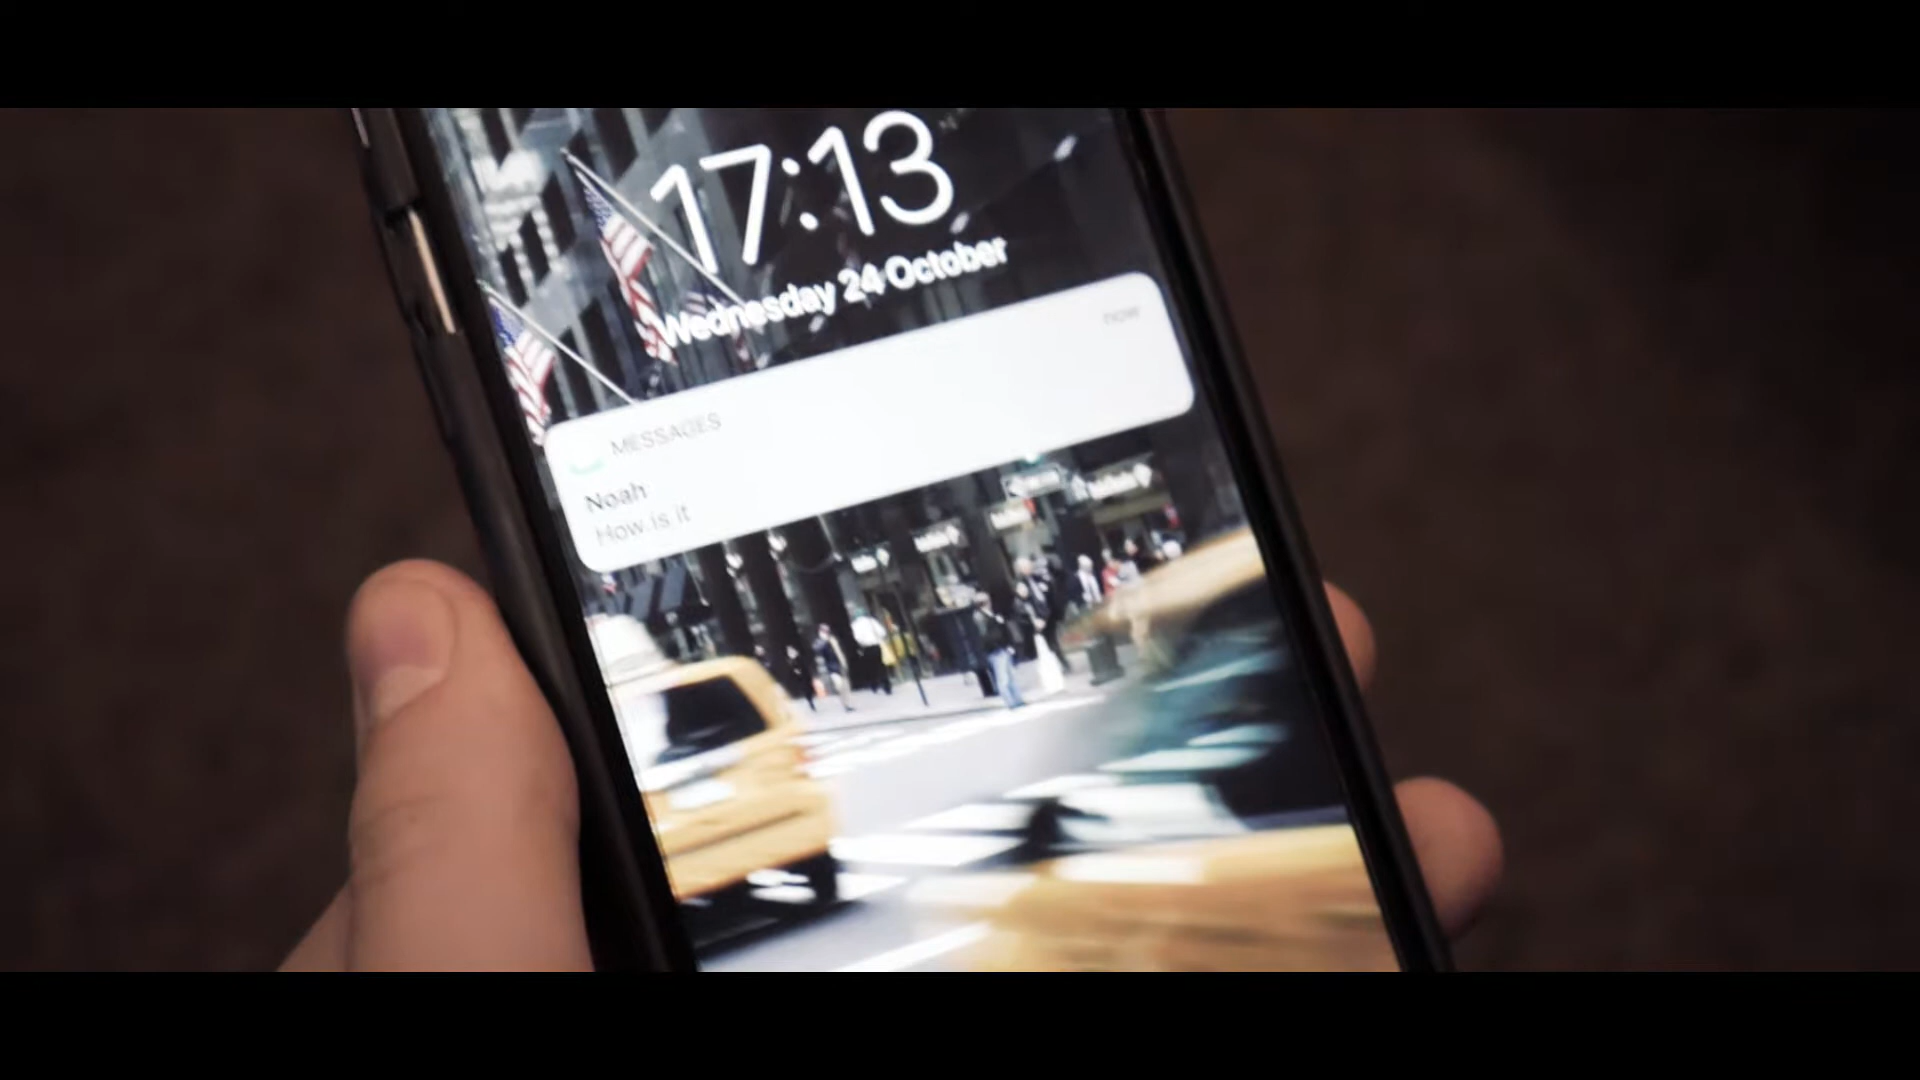 17:13
Wednesday 24 October
now
MESSAGES
Noah
How is it